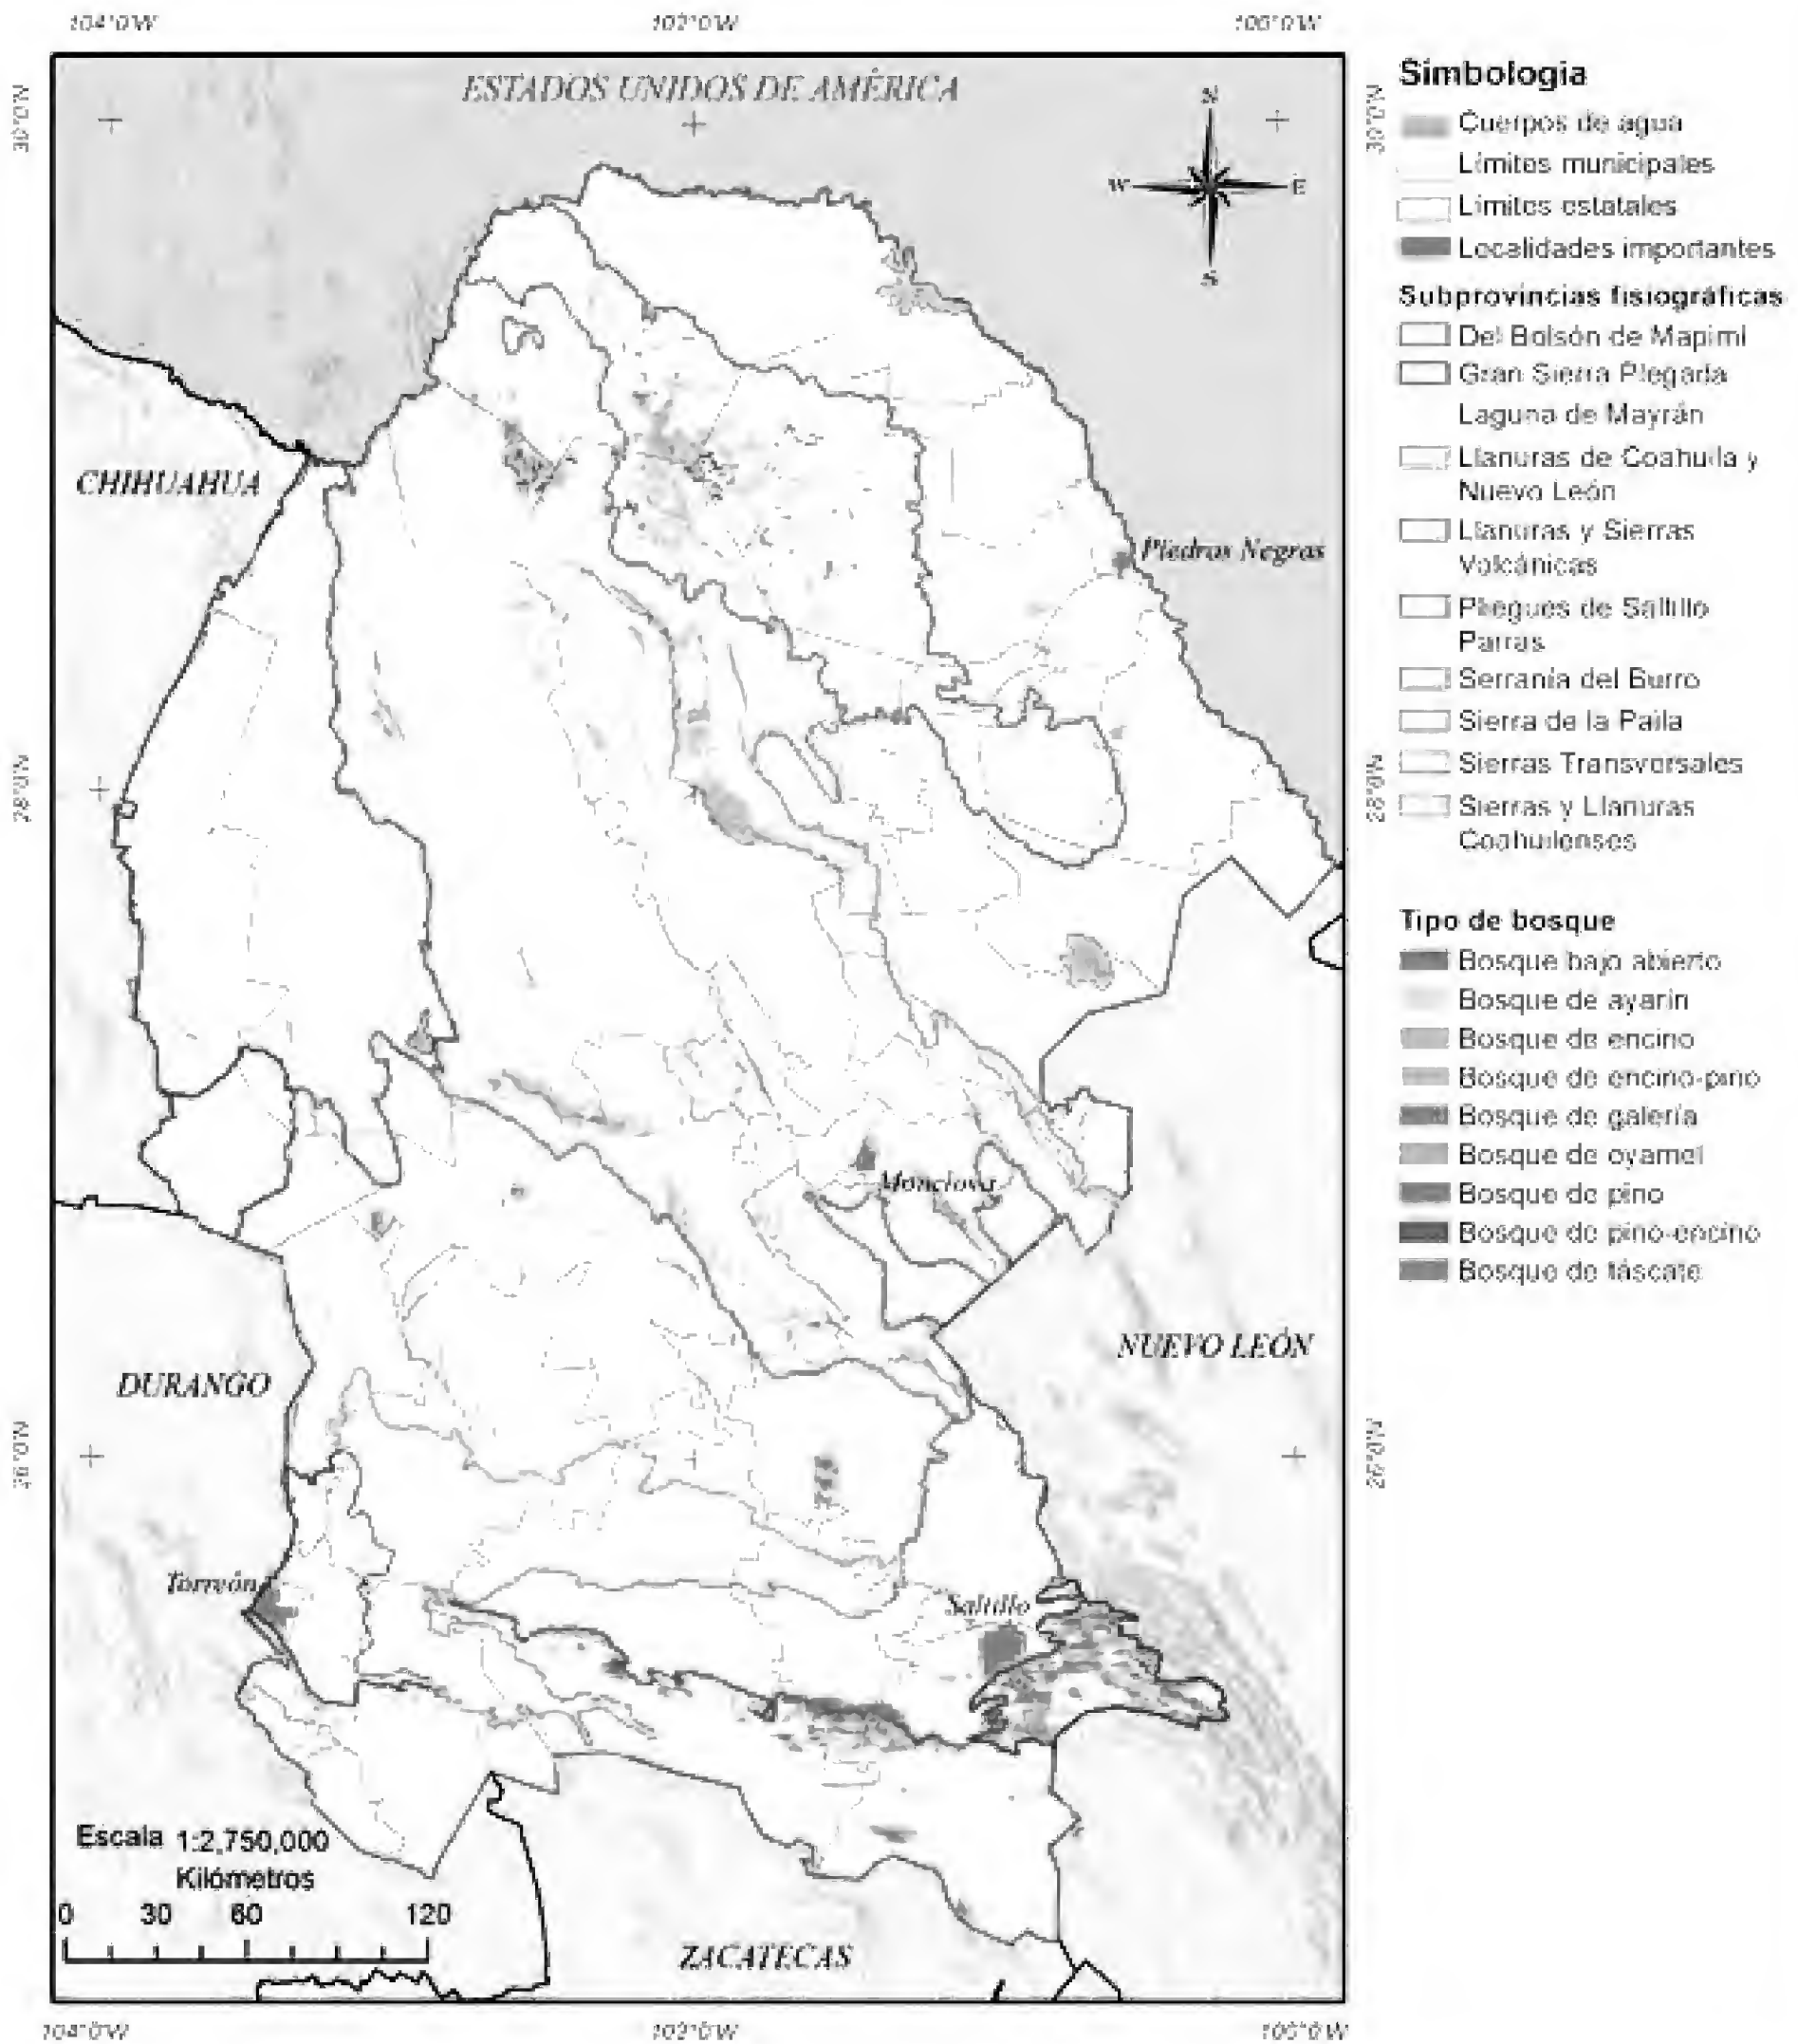 104°0'W 102°0'W 100°0'W
30°0'N
30°0'N
ESTADOS UNIDOS DE AMÉRICA
N
W
E
S
CHIHUAHUA
Piedras Negras
28°0'N
28°0'N
Monclova
NUEVO LEÓN
DURANGO
26°0'N
26°0'N
Torreón
Saltillo
Escala 1:2,750,000
Kilómetros
0 30 60 120
ZACATECAS
104°0'W 102°0'W 100°0'W
Simbología
Cuerpos de agua
Límites municipales
Límites estatales
Localidades importantes
Subprovincias fisiográficas
Del Bolsón de Mapimí
Gran Sierra Plegada
Laguna de Mayrán
Llanuras de Coahuila y
Nuevo León
Llanuras y Sierras
Volcánicas
Pliegues de Saltillo
Parras
Serranía del Burro
Sierra de la Paila
Sierras Transversales
Sierras y Llanuras
Coahuilenses
Tipo de bosque
Bosque bajo abierto
Bosque de ayarín
Bosque de encino
Bosque de encino-pino
Bosque de galería
Bosque de oyamel
Bosque de pino
Bosque de pino-encino
Bosque de táscate